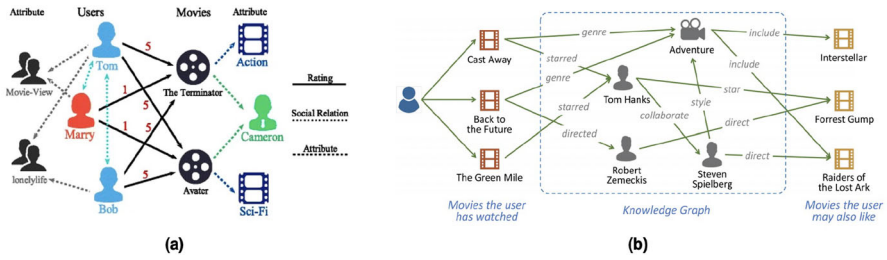 Attribute
Users
Movies
Attribute
Movie-View
lonelylife
Tom
Marry
Bob
5
5
1
1
5
5
The Terminator
Avater
Action
Cameron
Sci-Fi
Rating
Social Relation
Attribute
(a)
Cast Away
Back to
the Future
The Green Mile
Movies the user
has watched
genre
starred
genre
starred
directed
Adventure
Tom Hanks
collaborate
style
Robert
Zemeckis
Steven
Spielberg
Knowledge Graph
include
include
star
direct
direct
Interstellar
Forrest Gump
Raiders of
the Lost Ark
Movies the user
may also like
(b)